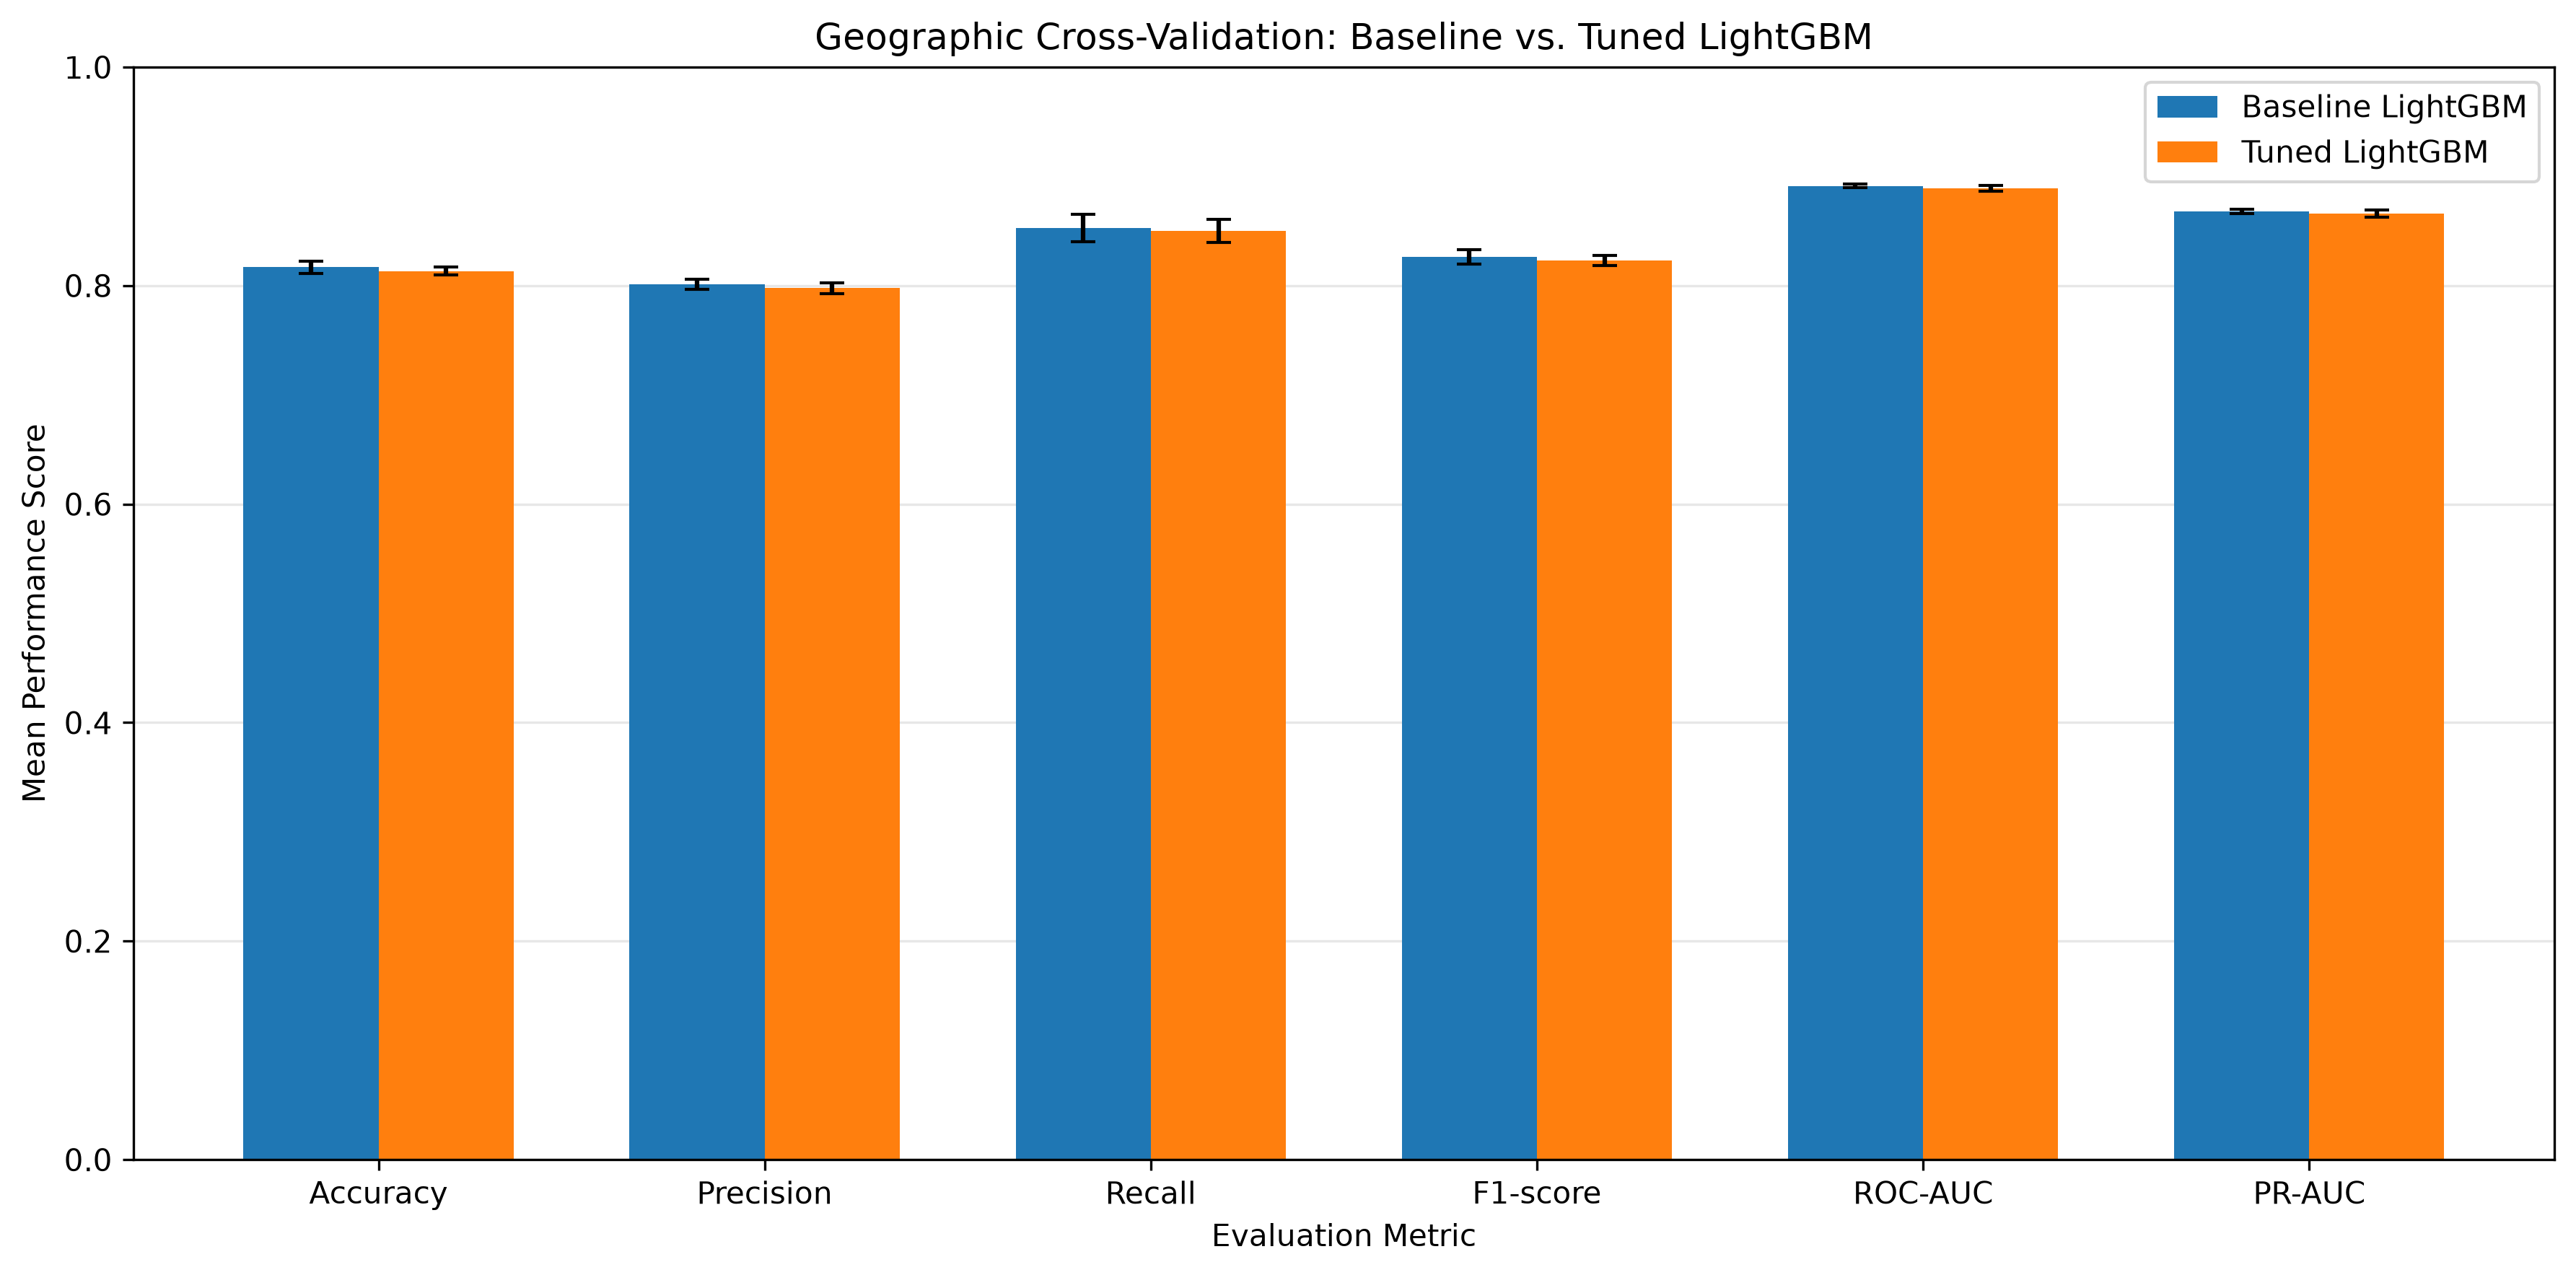 Geographic Cross-Validation: Baseline vs. Tuned LightGBM
Baseline LightGBM
Tuned LightGBM
Mean Performance Score
1.0
0.8
0.6
0.4
0.2
0.0
Accuracy Precision Recall F1-score ROC-AUC PR-AUC
Evaluation Metric